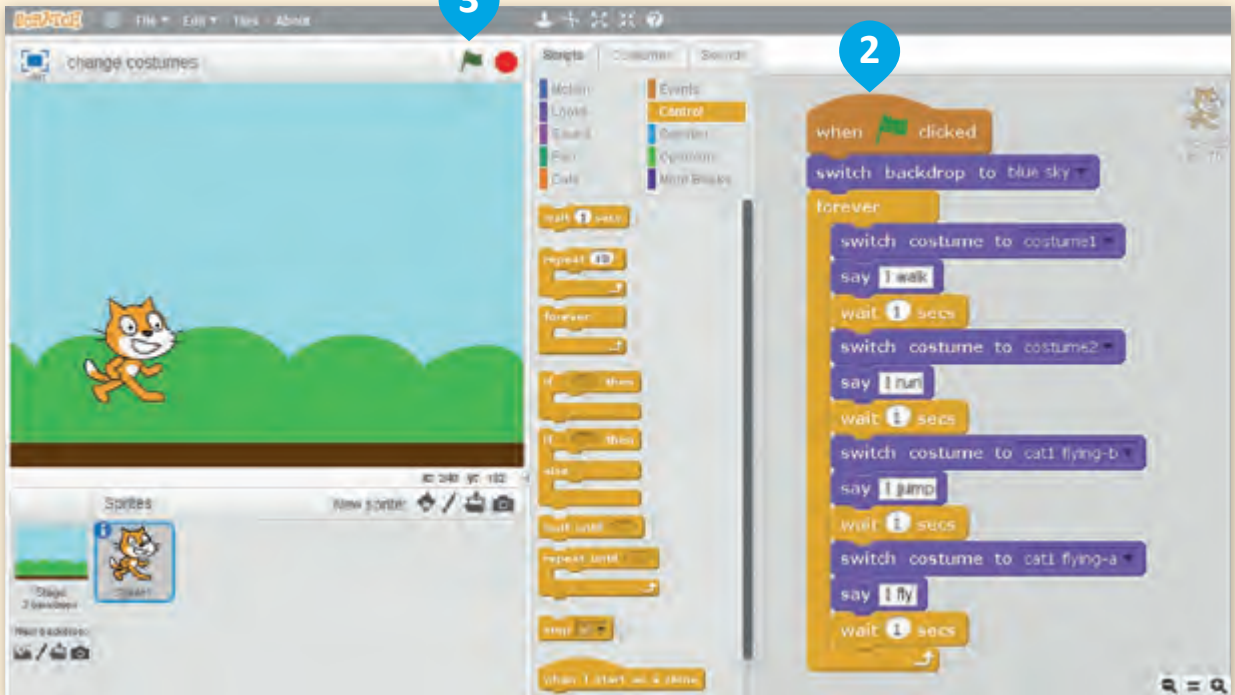 3
SCRATCH File Edit Tips About
change costumes
Scripts Costumes Sounds
2
Motion Events
Looks Control
Sound
Pen Operators
Data More Blocks
when clicked
switch backdrop to blue sky
forever
switch costume to costume1
say I walk
wait 1 secs
switch costume to costume2
say I run
wait 1 secs
switch costume to cat1 flying-b
say I jump
wait 1 secs
switch costume to cat1 flying-a
say I fly
wait 1 secs
wait 1 secs
repeat 10
forever
if then
if then
else
wait until
repeat until
stop
when I start as a clone
Sprites New sprite:
Stage
2 backdrops
New backdrop: